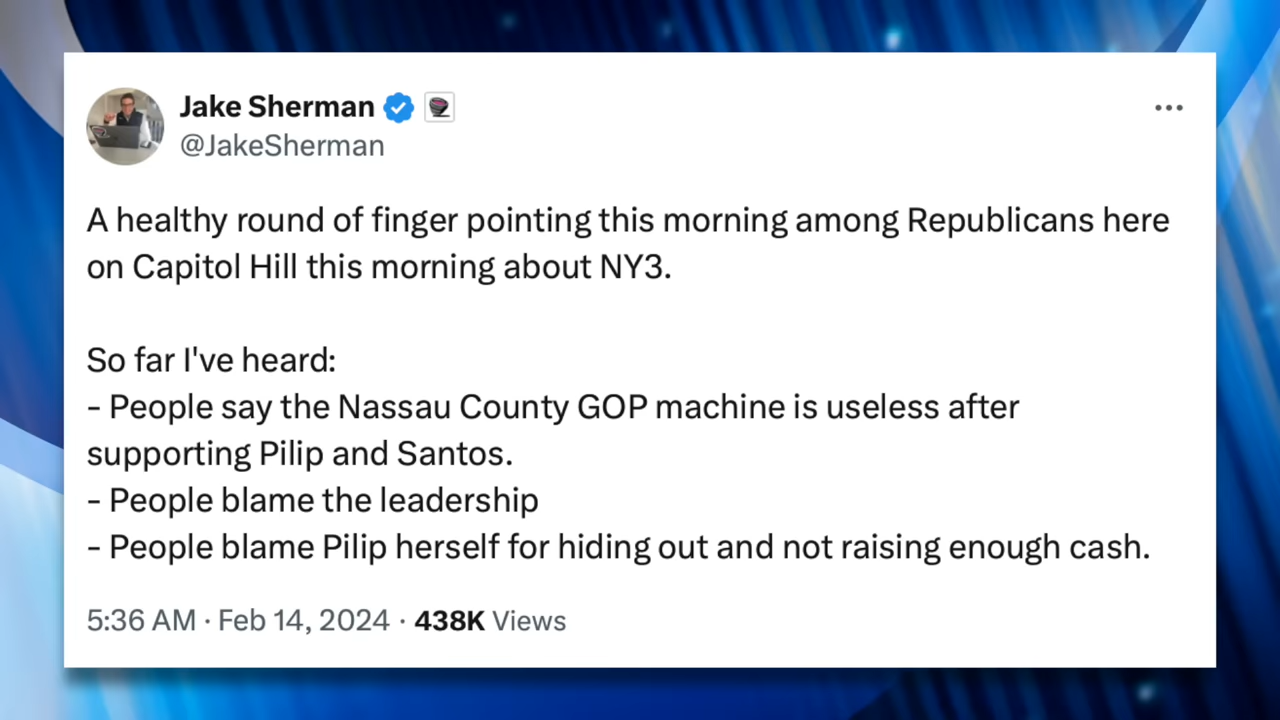 Jake Sherman
@JakeSherman
A healthy round of finger pointing this morning among Republicans here
on Capitol Hill this morning about NY3.
So far I've heard:
- People say the Nassau County GOP machine is useless after
supporting Pilip and Santos.
- People blame the leadership
- People blame Pilip herself for hiding out and not raising enough cash.
5:36 AM · Feb 14, 2024 · 438K Views